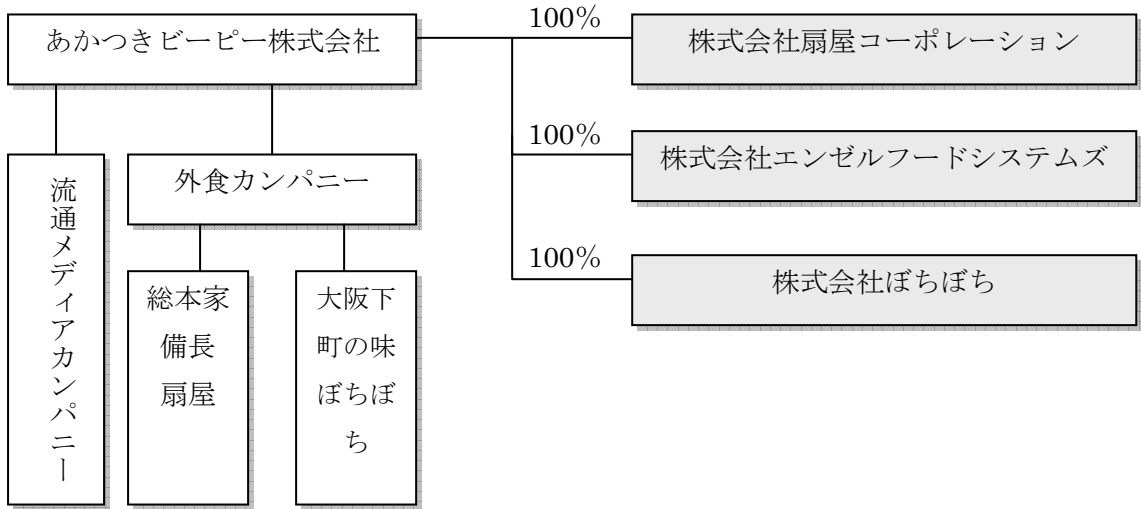 あかつきビーピー株式会社
100%
株式会社扇屋コーポレーション
100%
株式会社エンゼルフードシステムズ
100%
株式会社ぼちぼち
流通メディアカンパニー
外食カンパニー
総本家
備長
扇屋
大阪下
町の味
ぼちぼ
ち